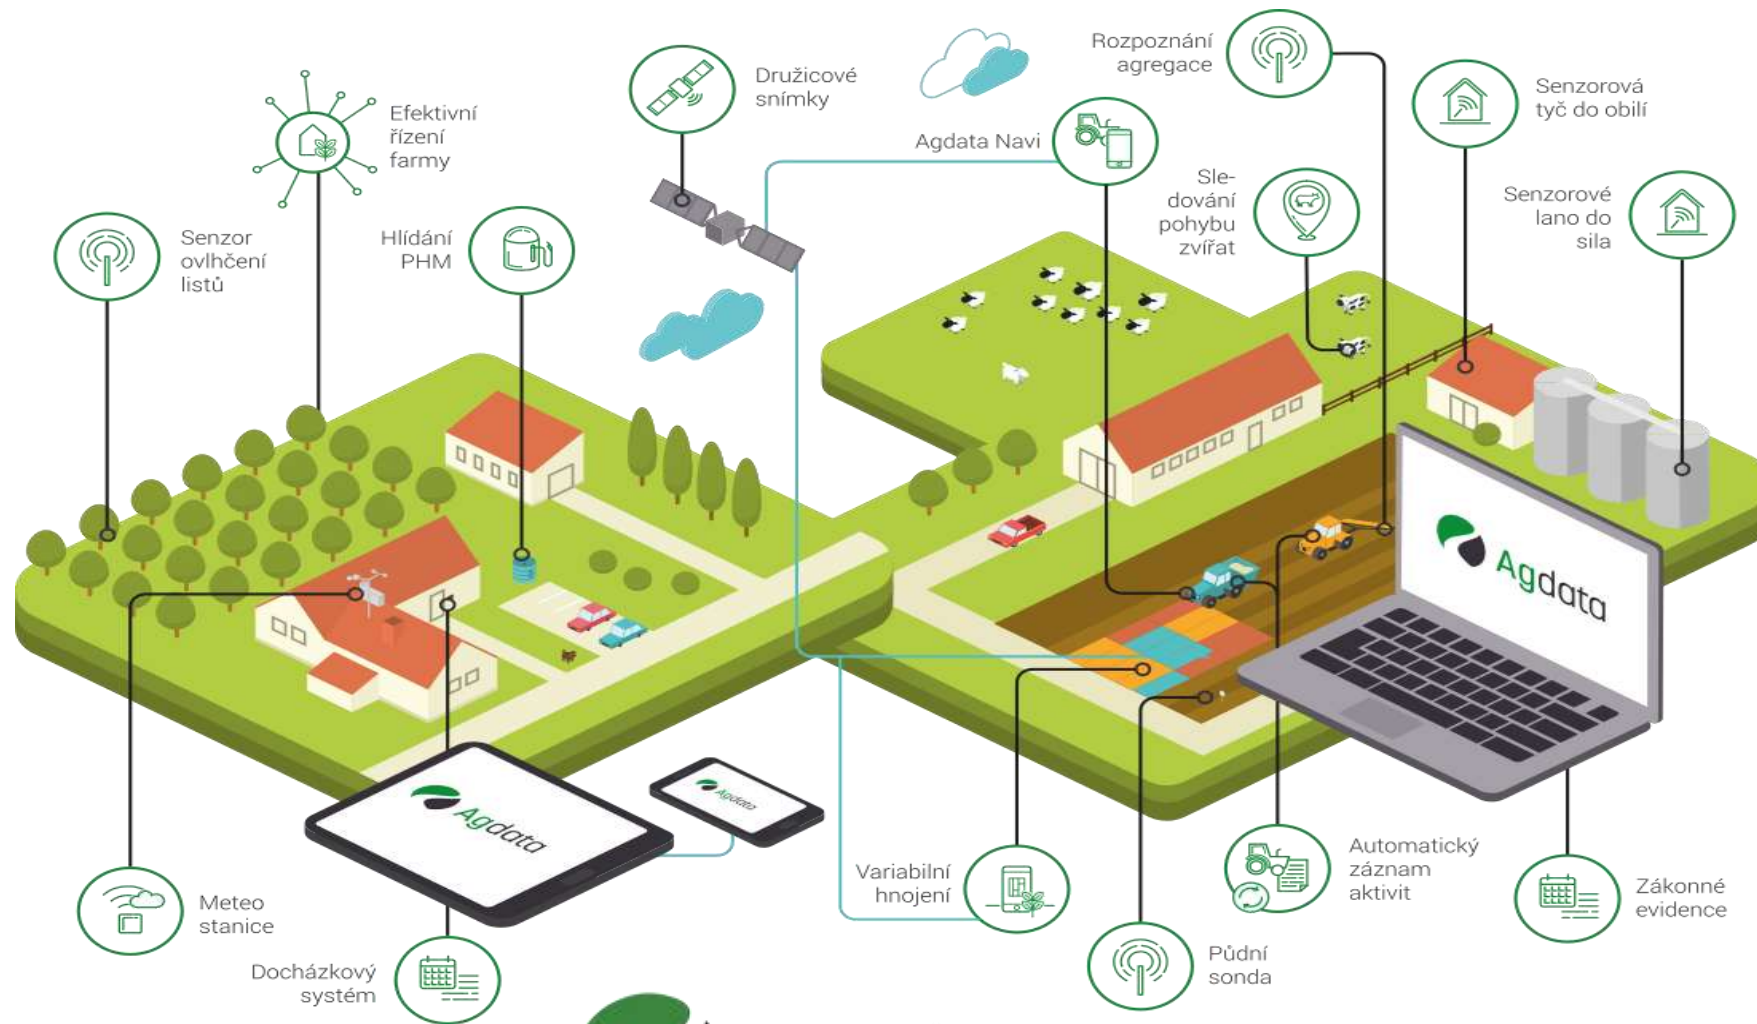 Rozpoznání
agregace
Družicové
snímky
Senzorová
tyč do obilí
Efektivní
řízení
farmy
Agdata Navi
Sle-
dování
pohybu
zvířat
Senzorové
lano do
sila
Senzor
ovlhčení
listů
Hlídání
PHM
Agdata
Agdata
Agdata
Variabilní
hnojení
Automatický
záznam
aktivit
Zákonné
evidence
Meteo
stanice
Docházkový
systém
Půdní
sonda